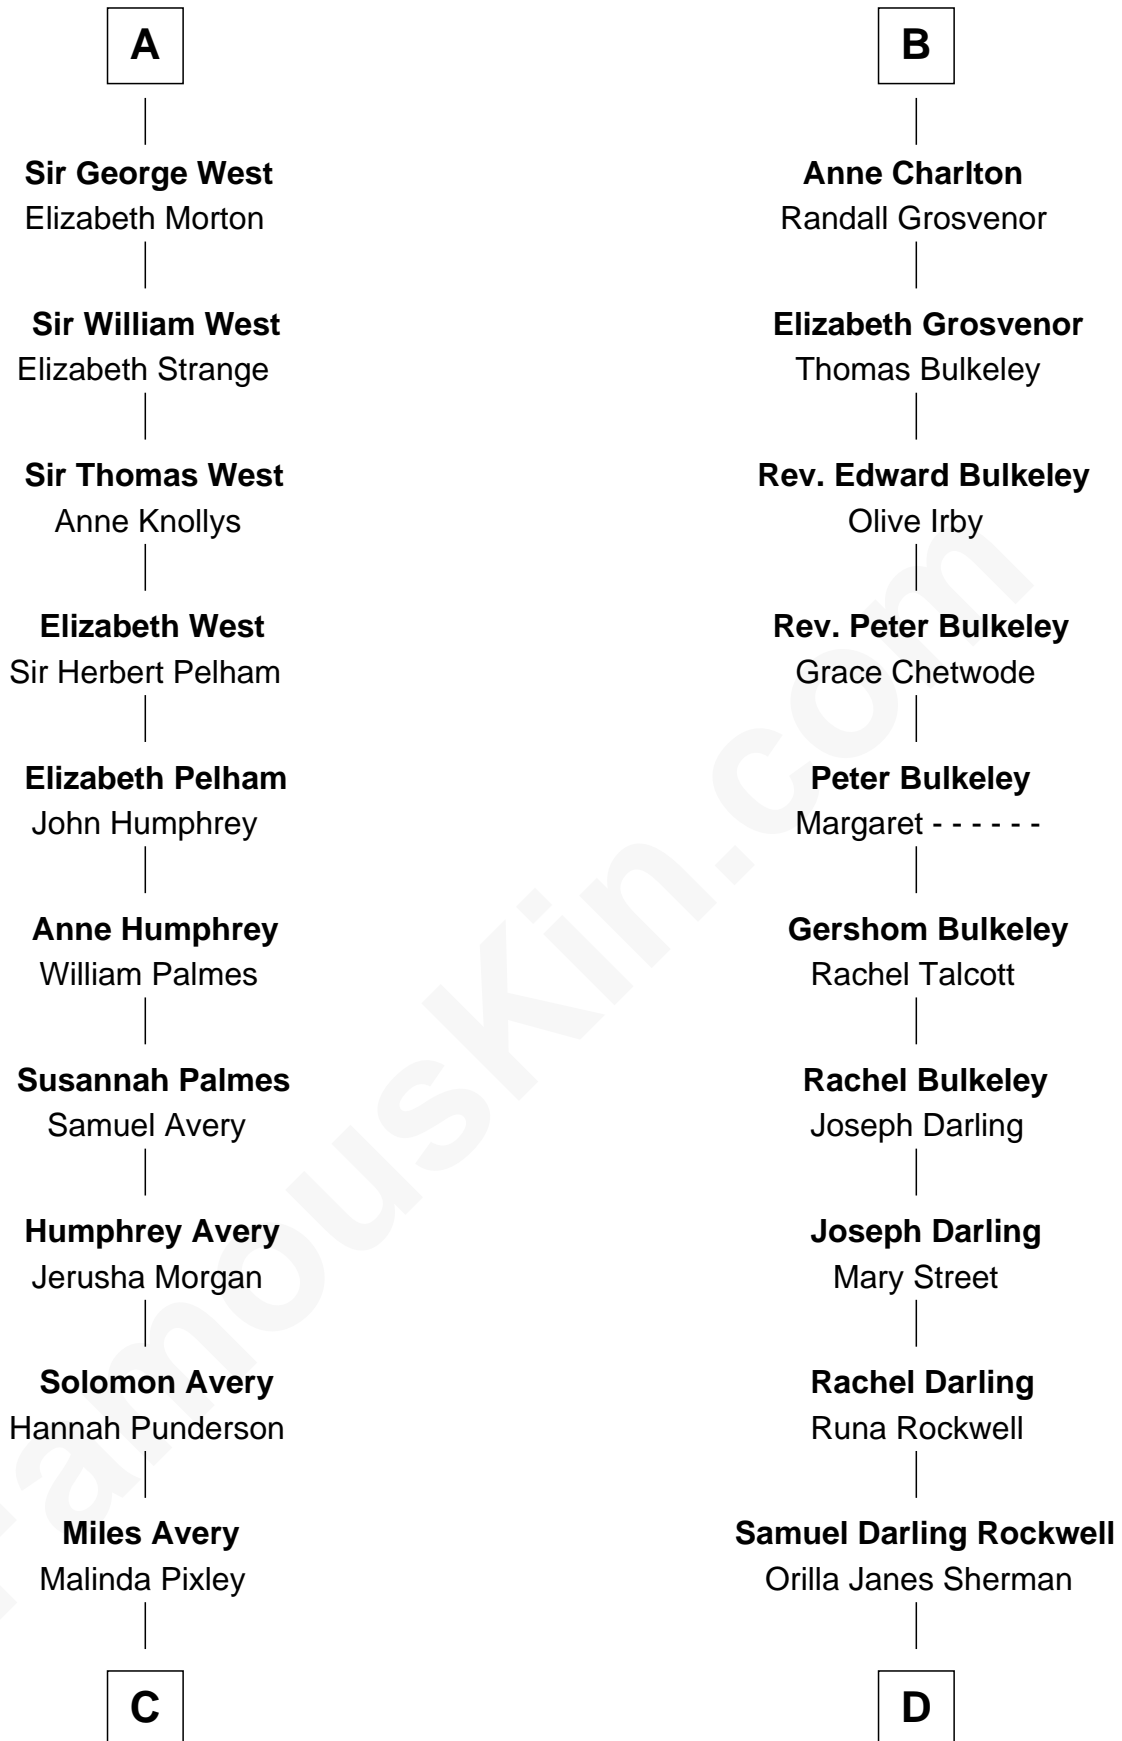 A
Sir George West
Elizabeth Morton
Sir William West
Elizabeth Strange
Sir Thomas West
Anne Knollys
Elizabeth West
Sir Herbert Pelham
Elizabeth Pelham
John Humphrey
Anne Humphrey
William Palmes
Susannah Palmes
Samuel Avery
Humphrey Avery
Jerusha Morgan
Solomon Avery
Hannah Punderson
Miles Avery
Malinda Pixley
C
B
Anne Charlton
Randall Grosvenor
Elizabeth Grosvenor
Thomas Bulkeley
Rev. Edward Bulkeley
Olive Irby
Rev. Peter Bulkeley
Grace Chetwode
Peter Bulkeley
Margaret - - - - - -
Gershom Bulkeley
Rachel Talcott
Rachel Bulkeley
Joseph Darling
Joseph Darling
Mary Street
Rachel Darling
Runa Rockwell
Samuel Darling Rockwell
Orilla Janes Sherman
D
FamousKin.com